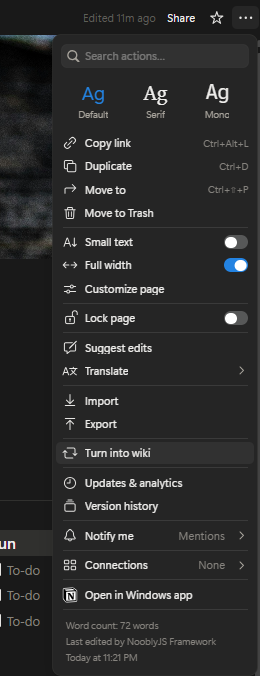 Edited 11m ago Share
Search actions...
Ag Ag Ag
Default Serif Mono
Copy link Ctrl+Alt+L
Duplicate Ctrl+D
Move to Ctrl+⇧+P
Move to Trash
Small text
Full width
Customize page
Lock page
Suggest edits
Translate
Import
Export
Turn into wiki
Updates & analytics
Version history
un
Notify me Mentions
Connections None
To-do
To-do
Open in Windows app
To-do
Word count: 72 words
Last edited by NooblyJS Framework
Today at 11:21 PM